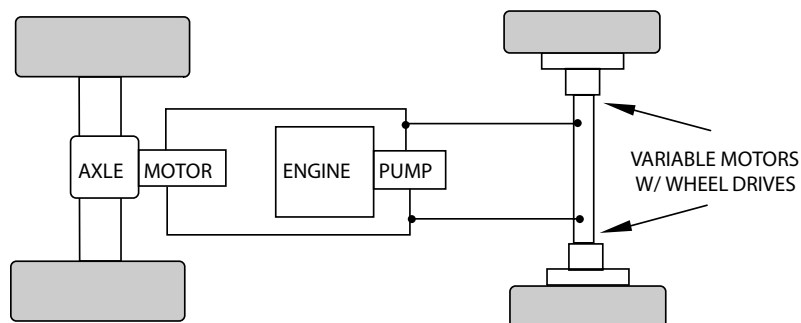 AXLE
MOTOR
ENGINE
PUMP
VARIABLE MOTORS
W/ WHEEL DRIVES